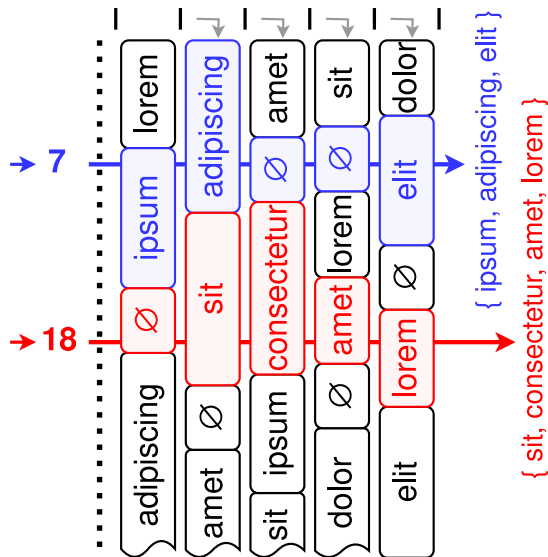 lorem
ipsum
∅
adipiscing
adipiscing
sit
∅
amet
amet
∅
consectetur
ipsum
sit
sit
∅
lorem
amet
∅
dolor
dolor
elit
∅
lorem
elit
7
18
{ ipsum, adipiscing, elit }
{ sit, consectetur, amet, lorem }